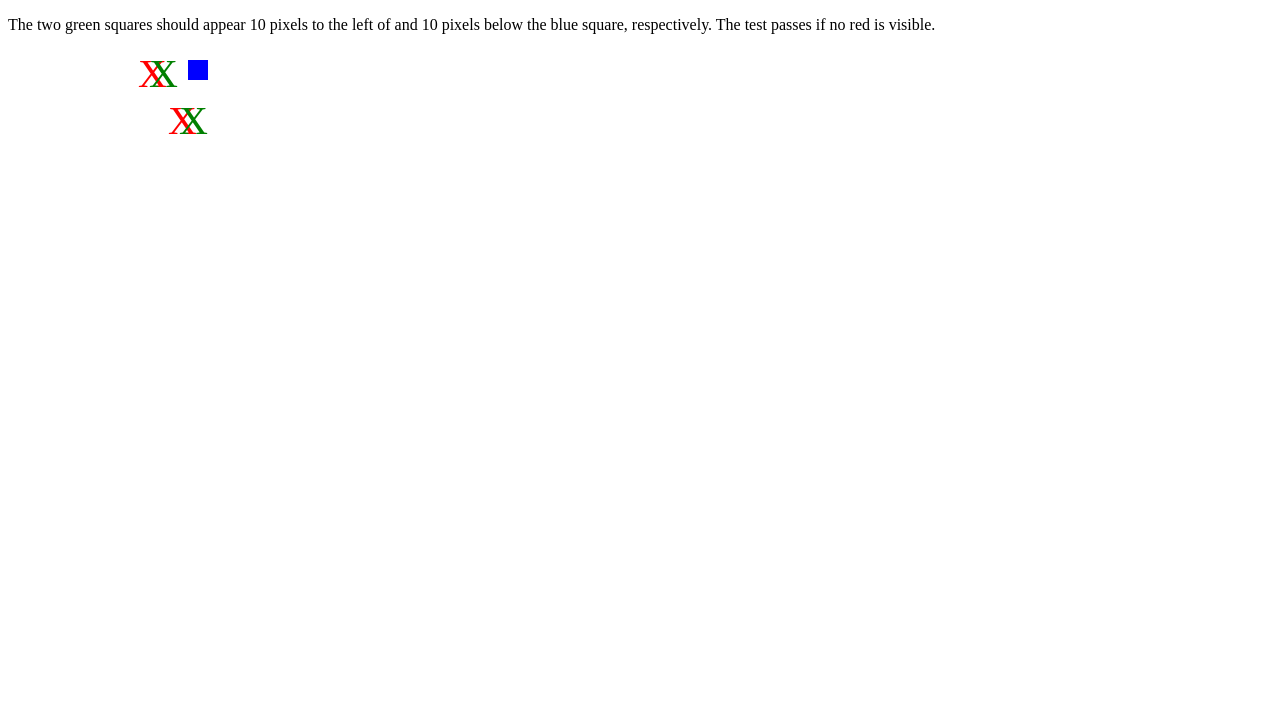 The two green squares should appear 10 pixels to the left of and 10 pixels below the blue square, respectively. The test passes if no red is visible.
XX
XX